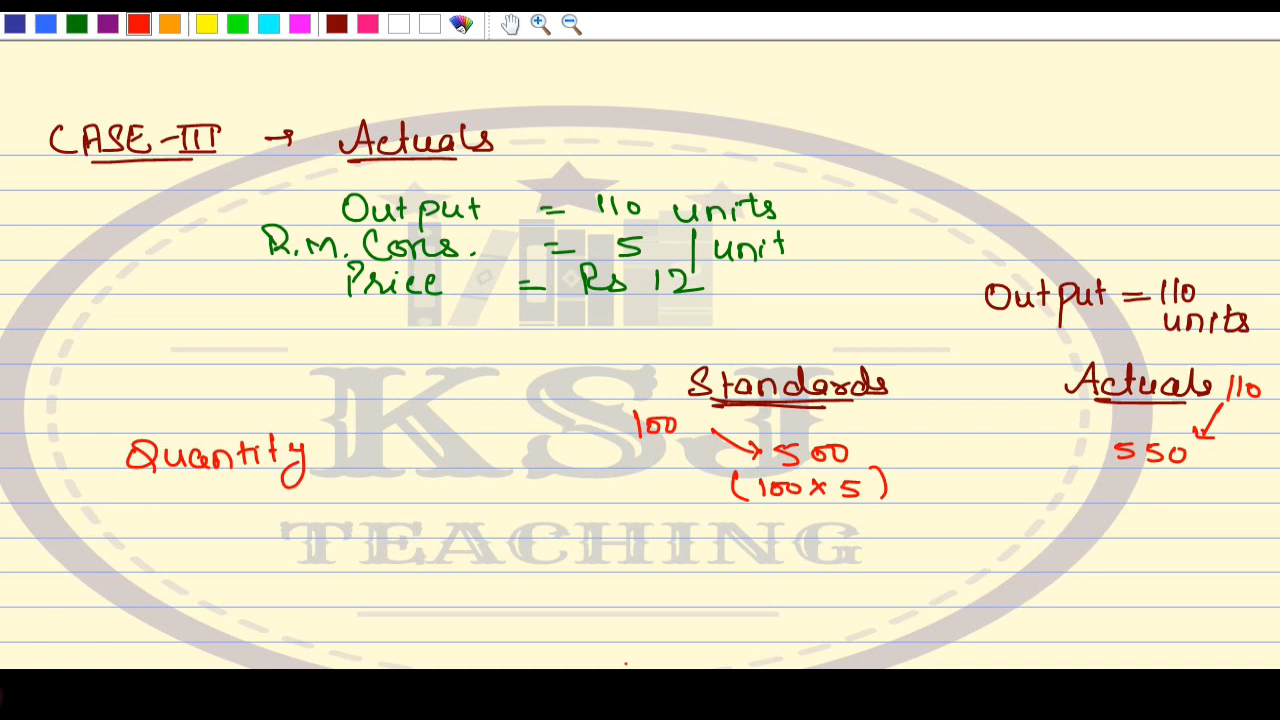 CASE-III → Actuals
Output = 110 units
R.M. Cons. = 5 / unit
Price = Rs 12
Output = 110
units
Standards Actuals 110
100
Quantity 500 550
(100 × 5)
KSJ
TEACHING